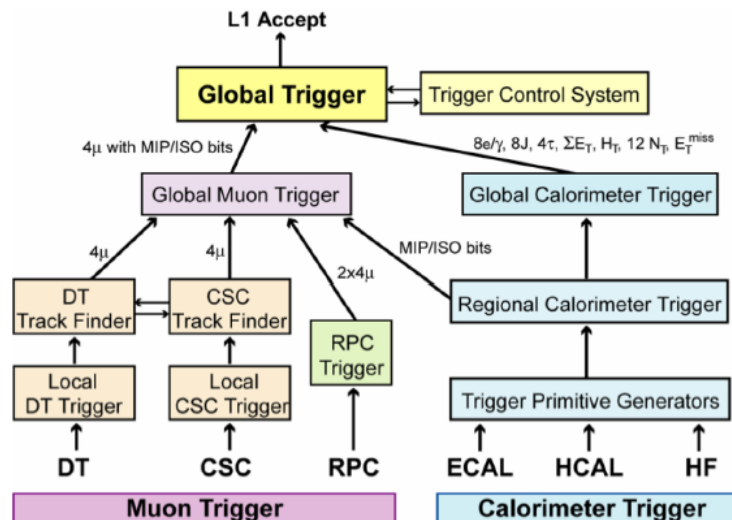 L1 Accept
Global Trigger
Trigger Control System
4μ with MIP/ISO bits
8e/γ, 8J, 4τ, ΣE_T, H_T, 12 N_T, E_T^miss
Global Muon Trigger
Global Calorimeter Trigger
4μ
4μ
2x4μ
MIP/ISO bits
DT
Track Finder
CSC
Track Finder
Regional Calorimeter Trigger
RPC
Trigger
Local
DT Trigger
Local
CSC Trigger
Trigger Primitive Generators
DT
CSC
RPC
ECAL
HCAL
HF
Muon Trigger
Calorimeter Trigger